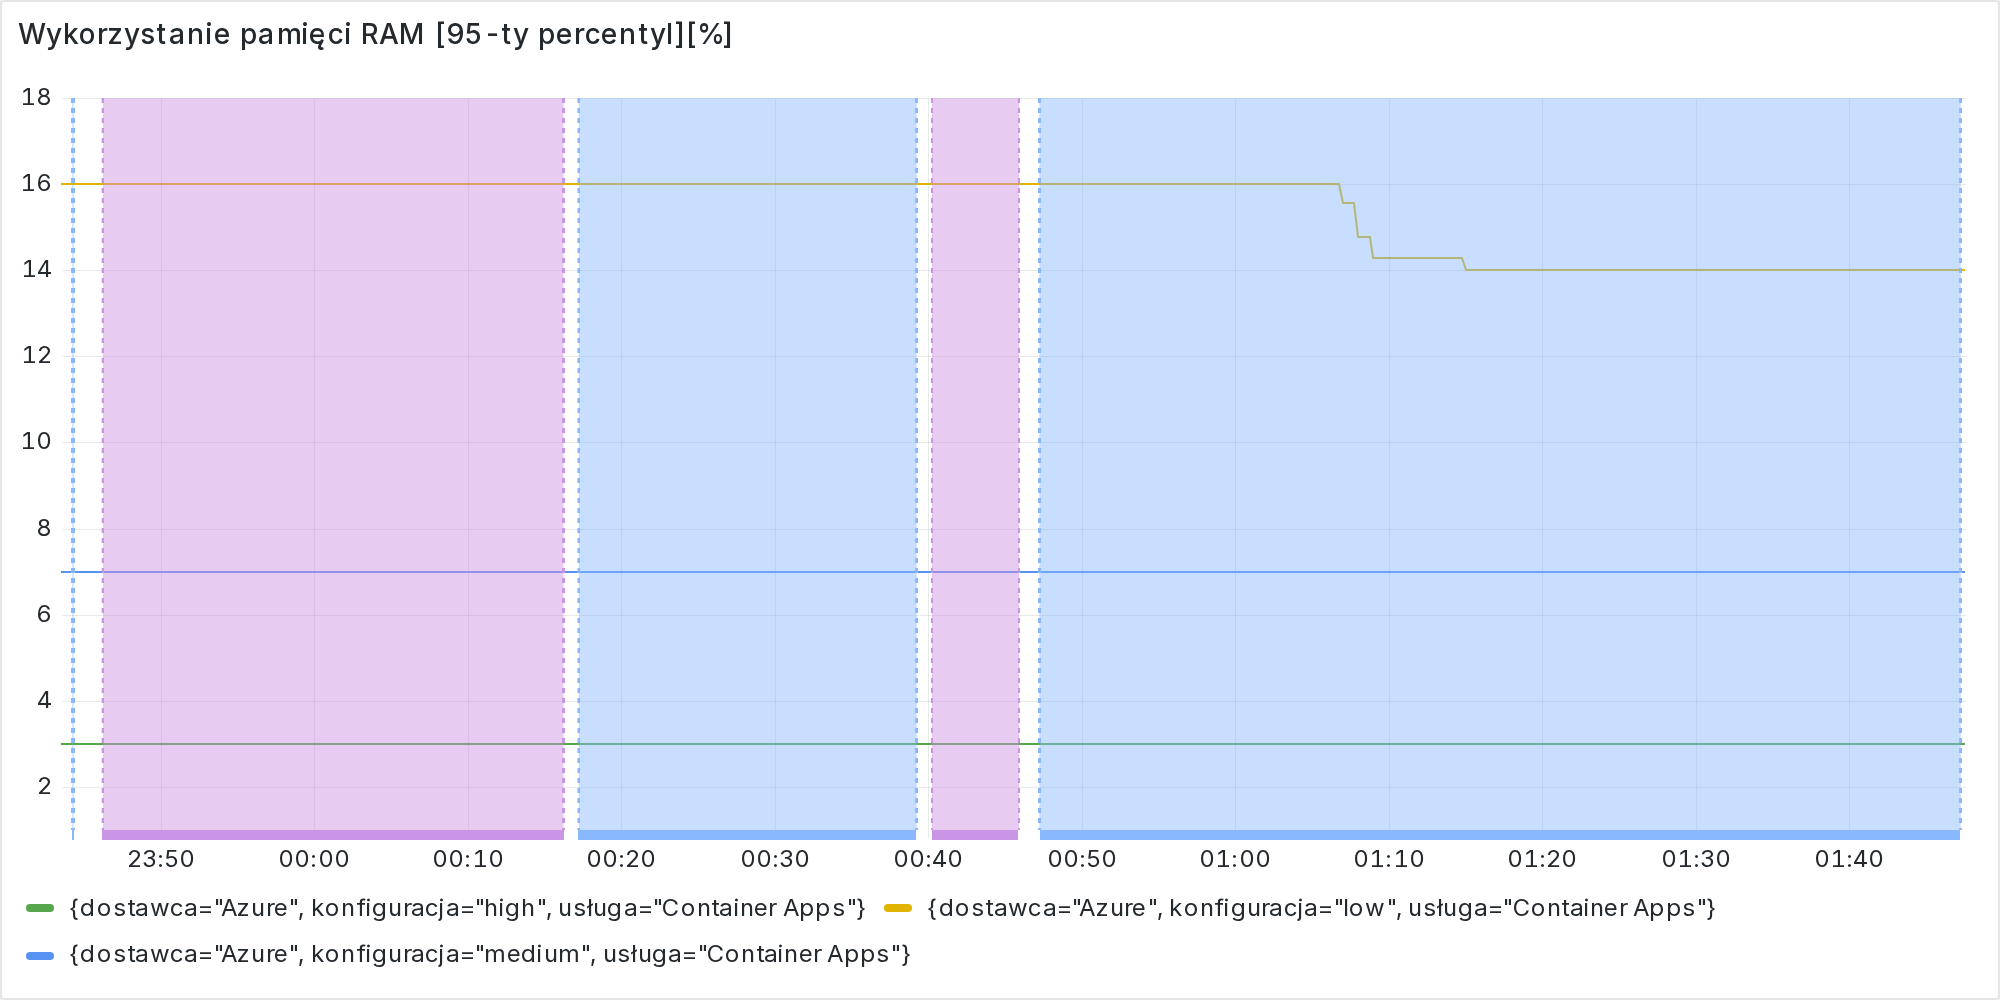 Wykorzystanie pamięci RAM [95-ty percentyl][%]
18
16
14
12
10
8
6
4
2
23:50 00:00 00:10 00:20 00:30 00:40 00:50 01:00 01:10 01:20 01:30 01:40
{dostawca="Azure", konfiguracja="high", usługa="Container Apps"} {dostawca="Azure", konfiguracja="low", usługa="Container Apps"}
{dostawca="Azure", konfiguracja="medium", usługa="Container Apps"}